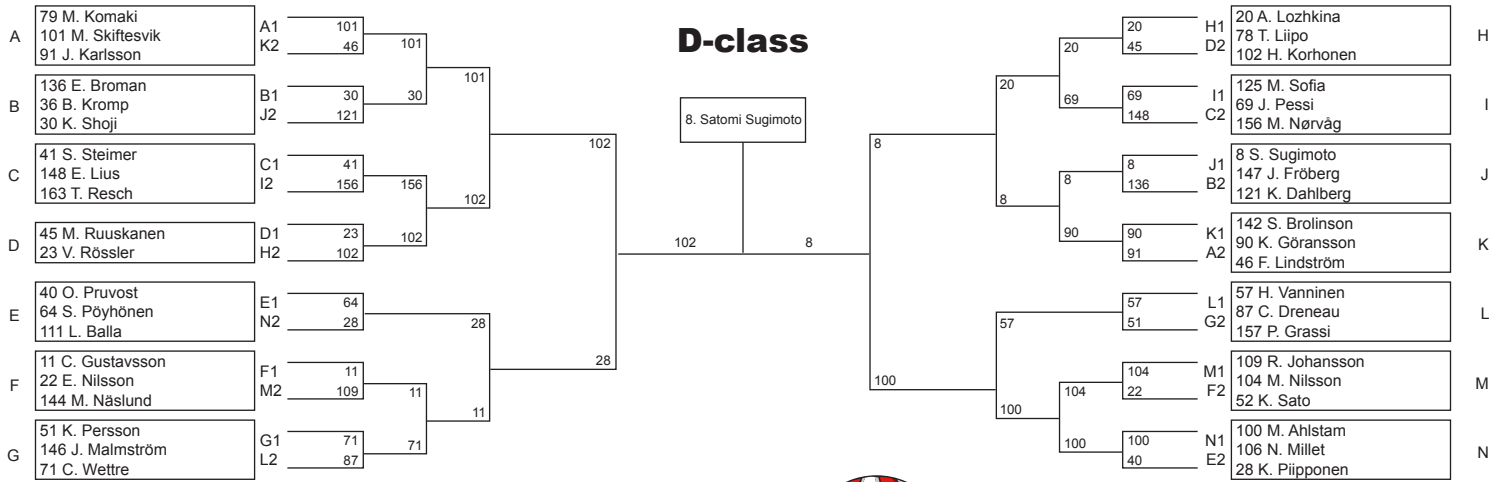 D-class
A
79 M. Komaki
101 M. Skiftesvik
91 J. Karlsson
B
136 E. Broman
36 B. Kromp
30 K. Shoji
C
41 S. Steimer
148 E. Lius
163 T. Resch
D
45 M. Ruuskanen
23 V. Rössler
E
40 O. Pruvost
64 S. Pöyhönen
111 L. Balla
F
11 C. Gustavsson
22 E. Nilsson
144 M. Näslund
G
51 K. Persson
146 J. Malmström
71 C. Wettre
A1 101
K2 46
B1 30
J2 121
C1 41
I2 156
D1 23
H2 102
E1 64
N2 28
F1 11
M2 109
G1 71
L2 87
101
30
156
102
11
71
101
102
28
11
102
28
102
8. Satomi Sugimoto
8
8
100
20
8
57
100
20
69
8
90
104
100
20 H1
45 D2
69 I1
148 C2
8 J1
136 B2
90 K1
91 A2
57 L1
51 G2
104 M1
22 F2
100 N1
40 E2
20 A. Lozhkina
78 T. Liipo
102 H. Korhonen
H
125 M. Sofia
69 J. Pessi
156 M. Nørvåg
I
8 S. Sugimoto
147 J. Fröberg
121 K. Dahlberg
J
142 S. Brolinson
90 K. Göransson
46 F. Lindström
K
57 H. Vanninen
87 C. Dreneau
157 P. Grassi
L
109 R. Johansson
104 M. Nilsson
52 K. Sato
M
100 M. Ahlstam
106 N. Millet
28 K. Piipponen
N